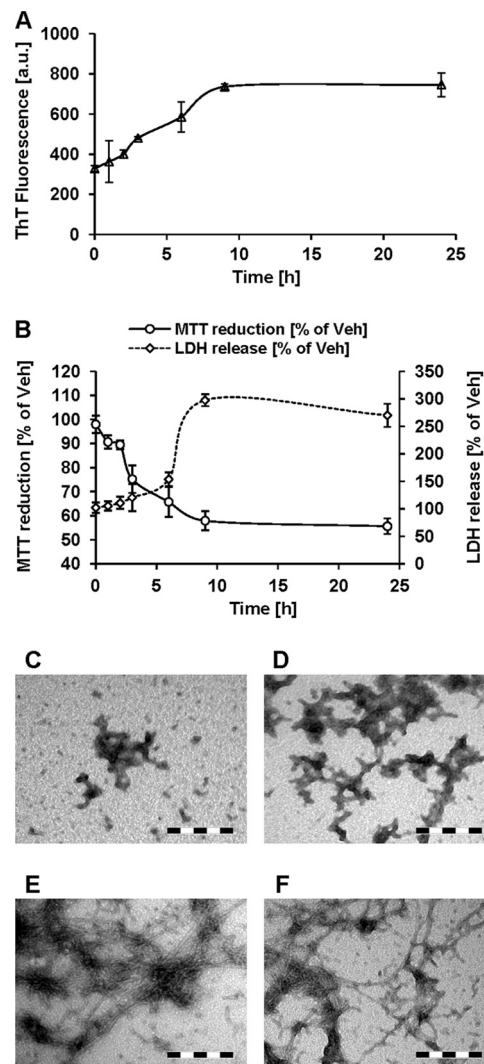 A
ThT Fluorescence [a.u.]
1000
800
600
400
200
0
0 5 10 15 20 25
Time [h]
B
MTT reduction [% of Veh]
LDH release [% of Veh]
MTT reduction [% of Veh]
120
110
100
90
80
70
60
50
40
350
300
250
200
150
100
50
0
LDH release [% of Veh]
0 5 10 15 20 25
Time [h]
C
D
E
F